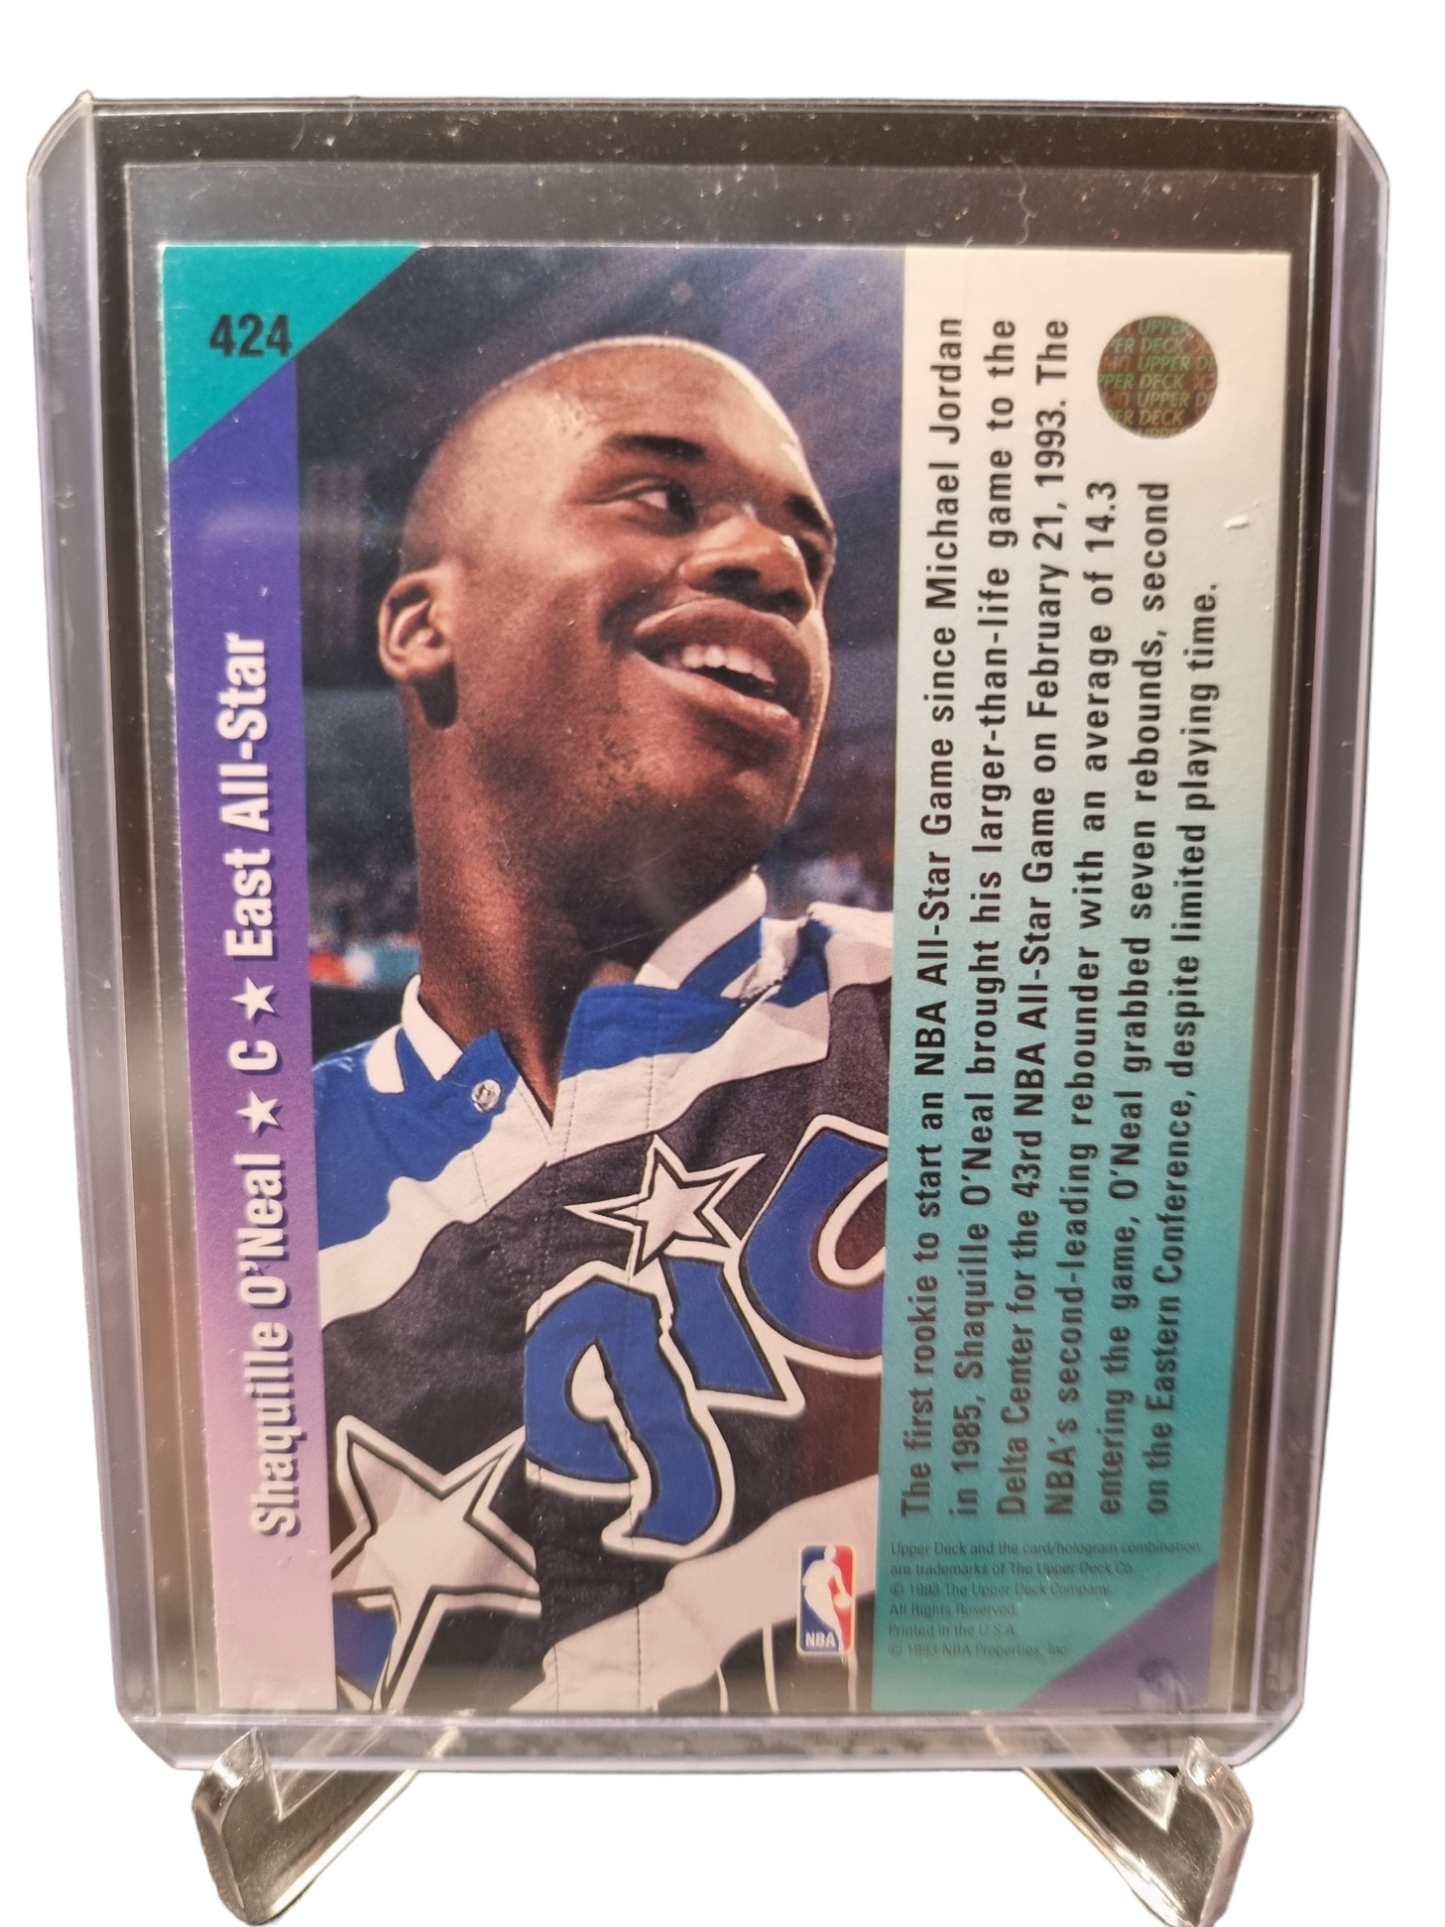 424
Shaquille O'Neal ★ C ★ East All-Star
gic
NBA
UPPER DECK
The first rookie to start an NBA All-Star Game since Michael Jordan
in 1985, Shaquille O'Neal brought his larger-than-life game to the
Delta Center for the 43rd NBA All-Star Game on February 21, 1993. The
NBA's second-leading rebounder with an average of 14.3
entering the game, O'Neal grabbed seven rebounds, second
on the Eastern Conference, despite limited playing time.
Upper Deck and the card/hologram combination
are trademarks of The Upper Deck Co.
© 1993 The Upper Deck Company.
All Rights Reserved.
Printed in the U.S.A.
© 1993 NBA Properties, Inc.